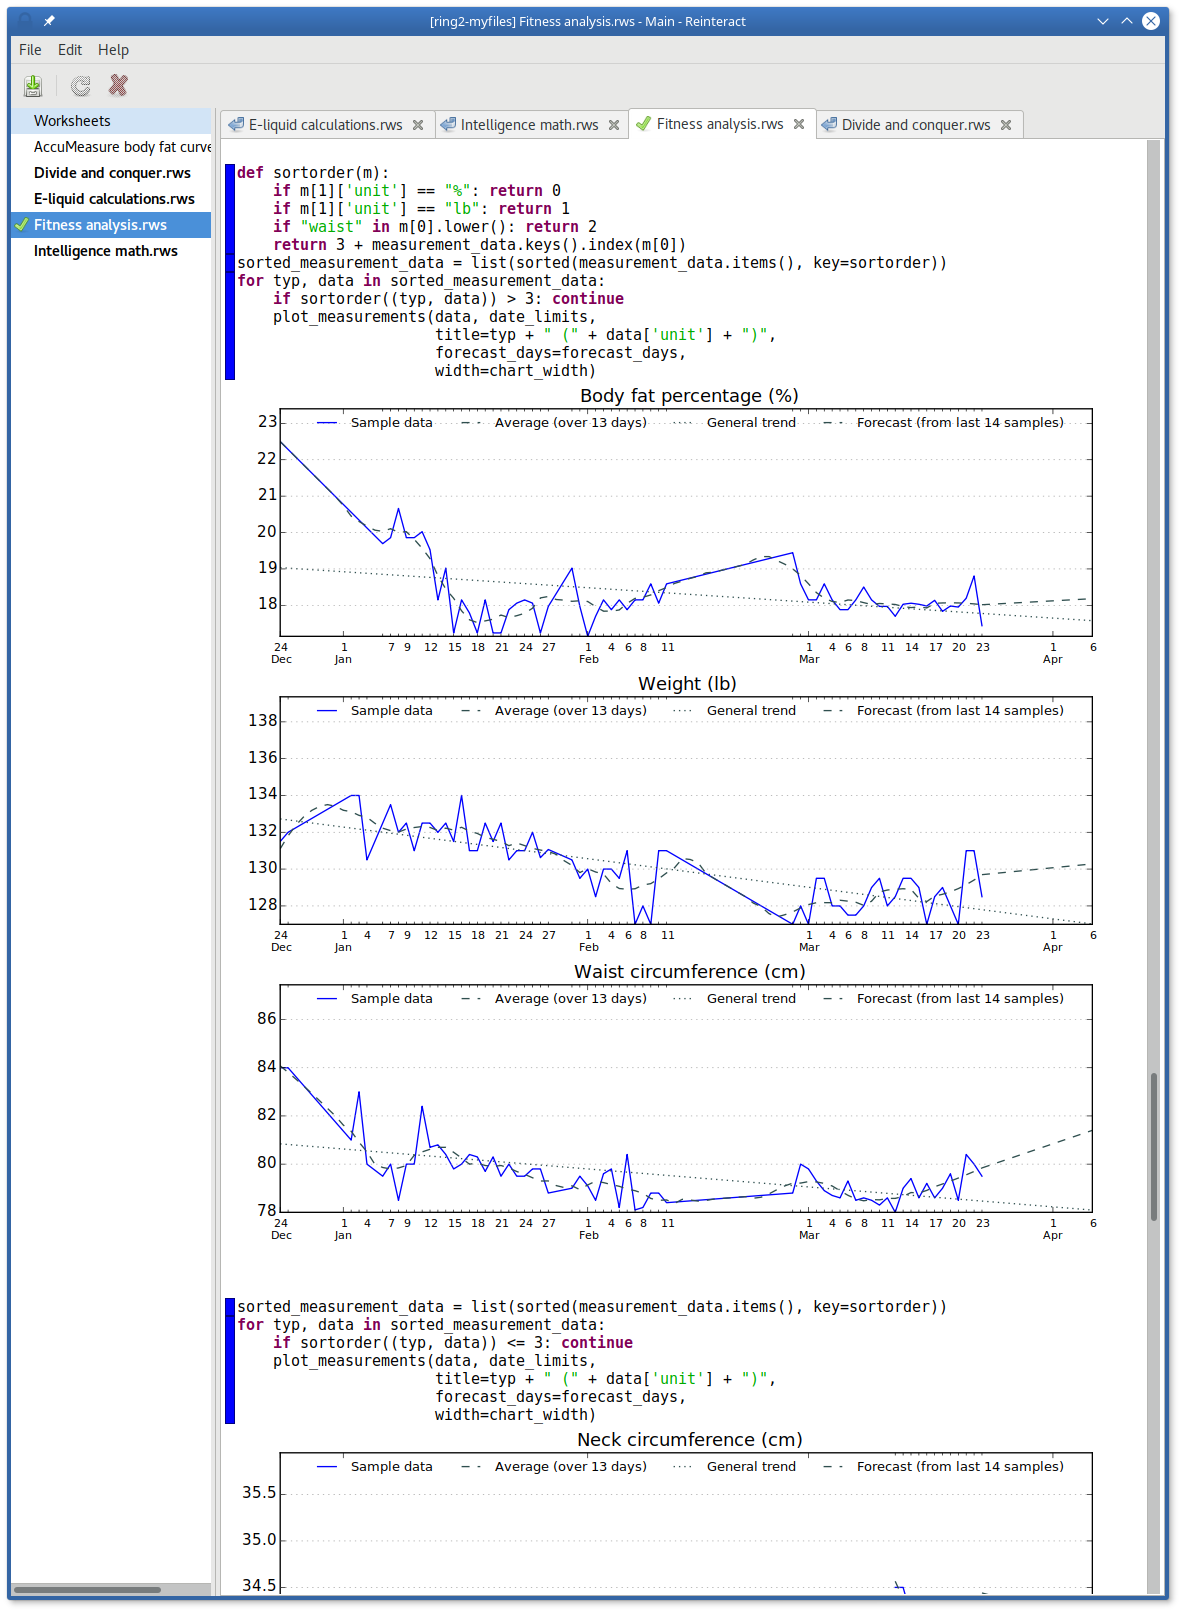 [ring2-myfiles] Fitness analysis.rws - Main - Reinteract
File Edit Help
Worksheets
AccuMeasure body fat curve
Divide and conquer.rws
E-liquid calculations.rws
Fitness analysis.rws
Intelligence math.rws
E-liquid calculations.rws Intelligence math.rws Fitness analysis.rws Divide and conquer.rws
def sortorder(m):
    if m[1]['unit'] == "%": return 0
    if m[1]['unit'] == "lb": return 1
    if "waist" in m[0].lower(): return 2
    return 3 + measurement_data.keys().index(m[0])
sorted_measurement_data = list(sorted(measurement_data.items(), key=sortorder))
for typ, data in sorted_measurement_data:
    if sortorder((typ, data)) > 3: continue
    plot_measurements(data, date_limits,
                      title=typ + " (" + data['unit'] + ")",
                      forecast_days=forecast_days,
                      width=chart_width)
Body fat percentage (%)
Sample data Average (over 13 days) General trend Forecast (from last 14 samples)
23
22
21
20
19
18
24 1 7 9 12 15 18 21 24 27 1 4 6 8 11 1 4 6 8 11 14 17 20 23 1 6
Dec Jan Feb Mar Apr
Weight (lb)
Sample data Average (over 13 days) General trend Forecast (from last 14 samples)
138
136
134
132
130
128
24 1 4 7 9 12 15 18 21 24 27 1 4 6 8 11 1 4 6 8 11 14 17 20 23 1 6
Dec Jan Feb Mar Apr
Waist circumference (cm)
Sample data Average (over 13 days) General trend Forecast (from last 14 samples)
86
84
82
80
78
24 1 4 7 9 12 15 18 21 24 27 1 4 6 8 11 1 4 6 8 11 14 17 20 23 1 6
Dec Jan Feb Mar Apr
sorted_measurement_data = list(sorted(measurement_data.items(), key=sortorder))
for typ, data in sorted_measurement_data:
    if sortorder((typ, data)) <= 3: continue
    plot_measurements(data, date_limits,
                      title=typ + " (" + data['unit'] + ")",
                      forecast_days=forecast_days,
                      width=chart_width)
Neck circumference (cm)
Sample data Average (over 13 days) General trend Forecast (from last 14 samples)
35.5
35.0
34.5